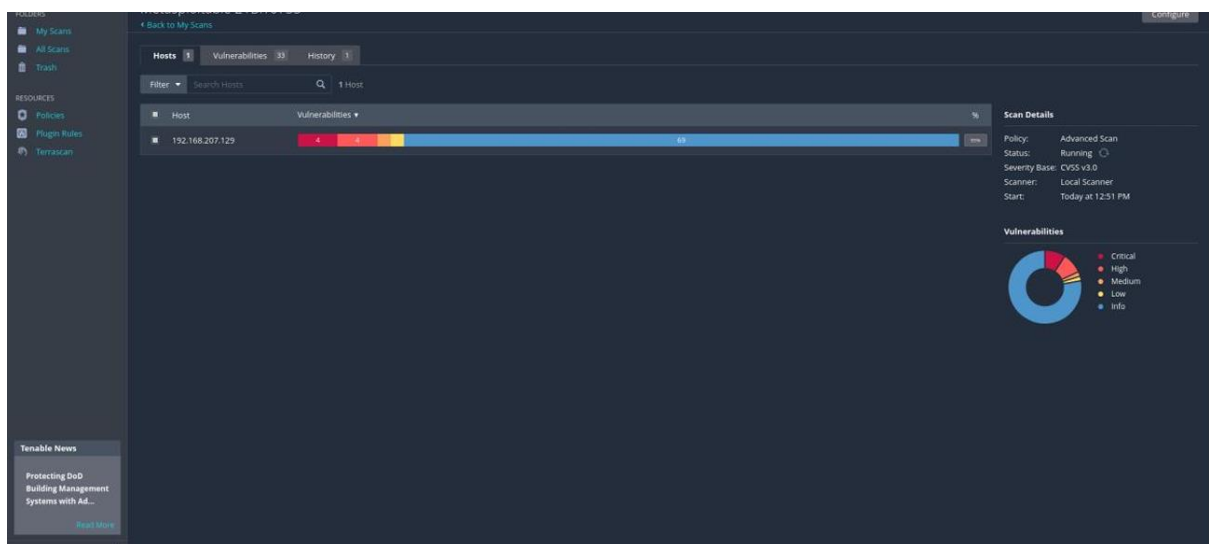 FOLDERS
My Scans
All Scans
Trash
RESOURCES
Policies
Plugin Rules
Terrascan
Tenable News
Protecting DoD
Building Management
Systems with Ad...
Read More
Configure
Back to My Scans
Hosts 1 Vulnerabilities 33 History 1
Filter Search Hosts 1 Host
Host Vulnerabilities %
192.168.207.129 4 4 69
Scan Details
Policy: Advanced Scan
Status: Running
Severity Base: CVSS v3.0
Scanner: Local Scanner
Start: Today at 12:51 PM
Vulnerabilities
Critical
High
Medium
Low
Info